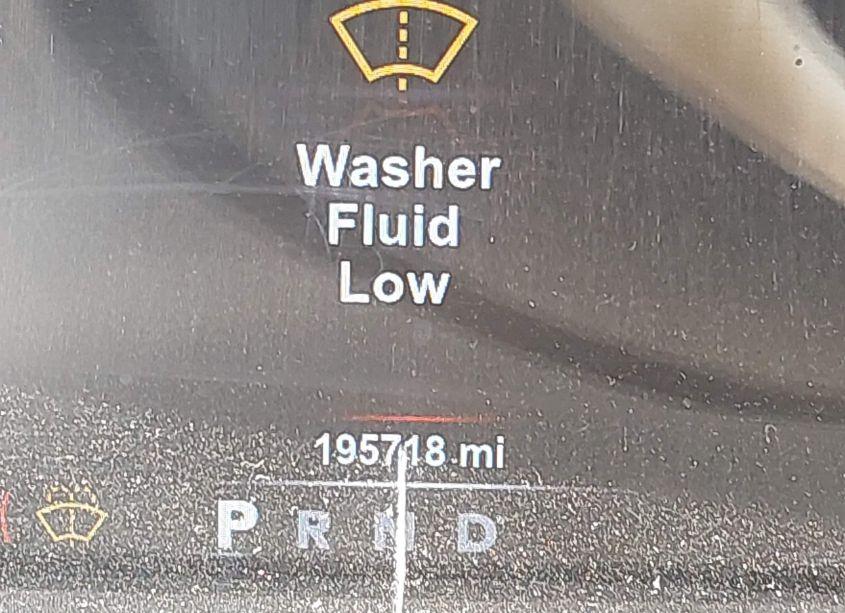 Washer
Fluid
Low
195718 mi
P R N D